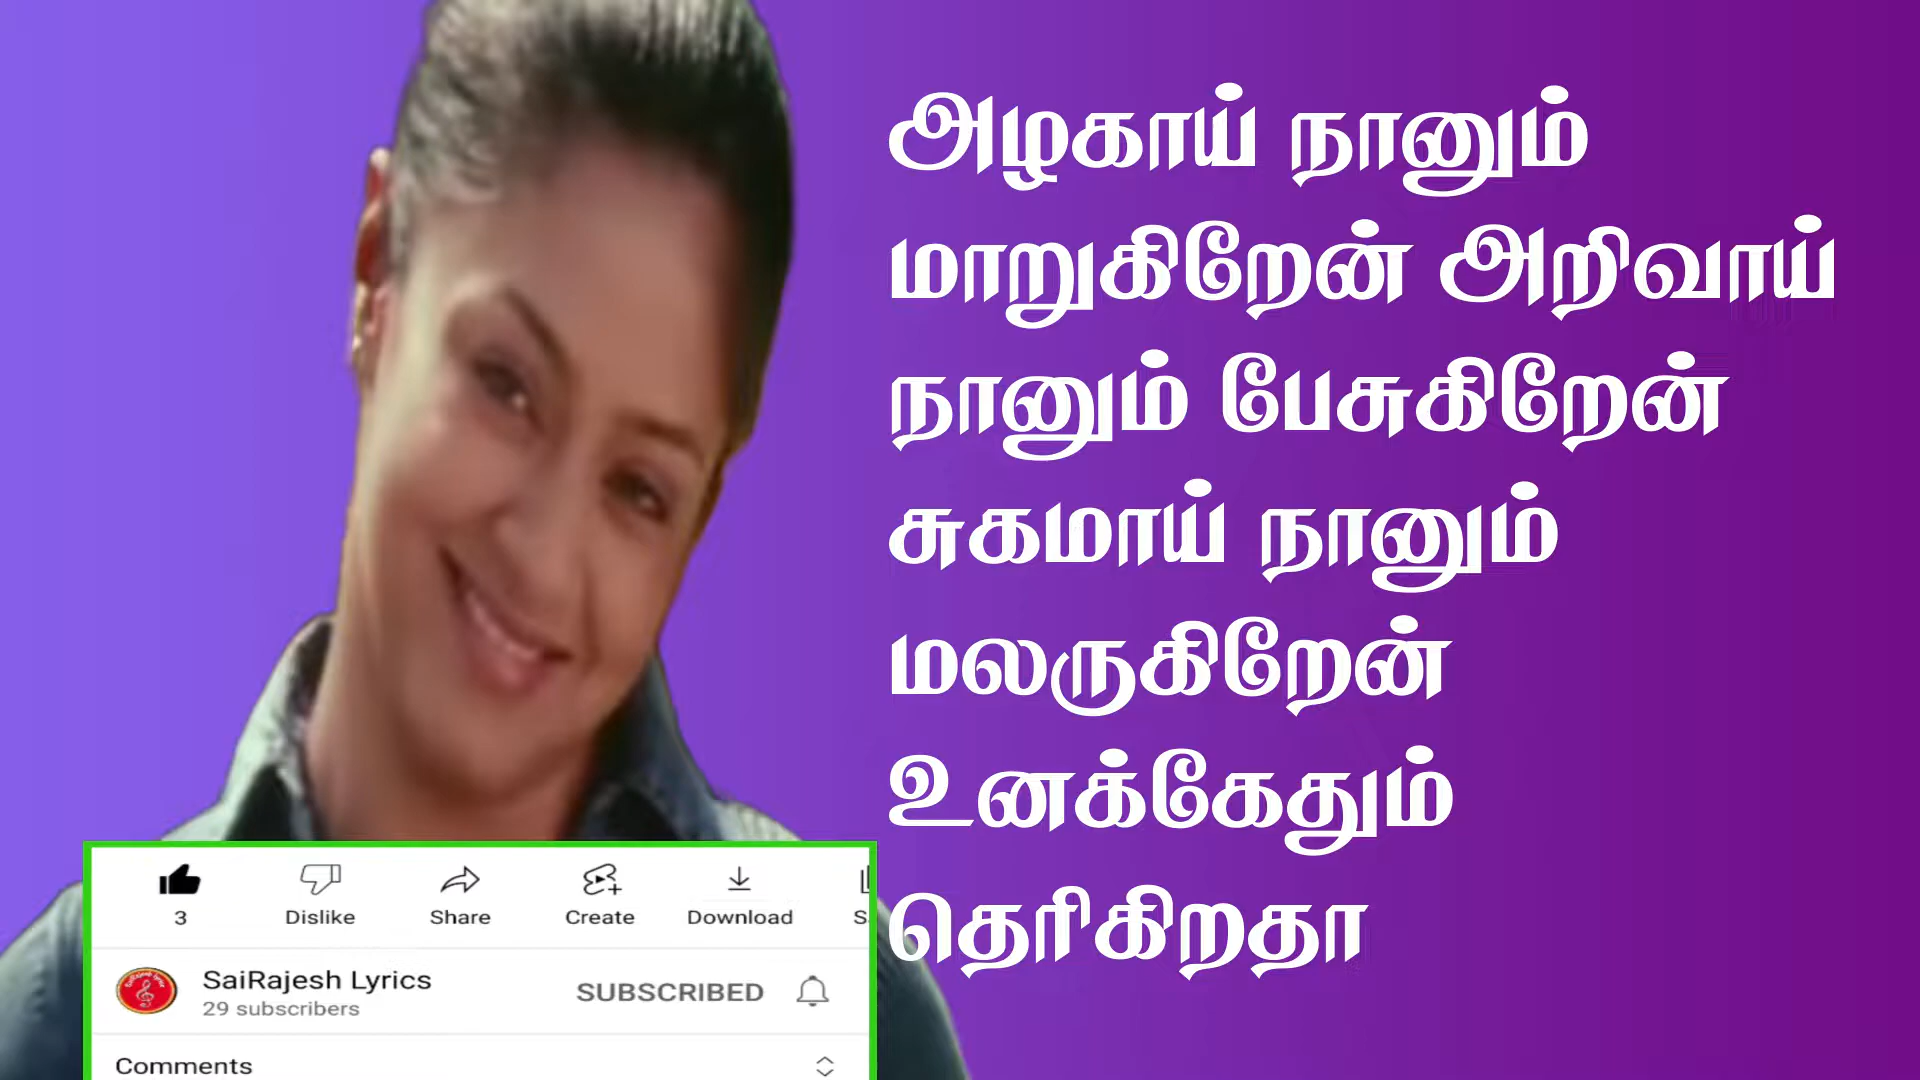 அழகாய் நானும்
மாறுகிறேன் அறிவாய்
நானும் பேசுகிறேன்
சுகமாய் நானும்
மலருகிறேன்
உனக்கேதும்
தெரிகிறதா
3 Dislike Share Create Download
SaiRajesh Lyrics
29 subscribers
SUBSCRIBED
Comments